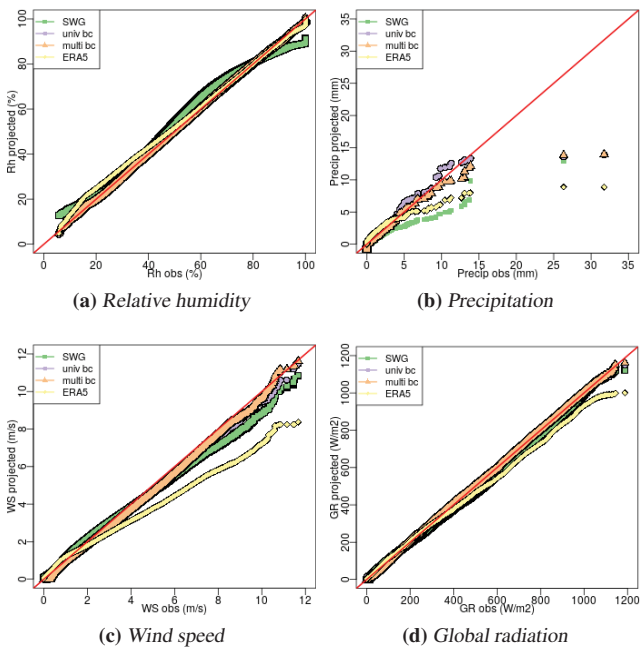 SWG
univ bc
multi bc
ERA5
Rh projected (%)
0 20 40 60 80 100
0 20 40 60 80 100
Rh obs (%)
(a) Relative humidity
SWG
univ bc
multi bc
ERA5
Precip projected (mm)
0 5 10 15 20 25 30 35
0 5 10 15 20 25 30 35
Precip obs (mm)
(b) Precipitation
SWG
univ bc
multi bc
ERA5
WS projected (m/s)
0 2 4 6 8 10 12
0 2 4 6 8 10 12
WS obs (m/s)
(c) Wind speed
SWG
univ bc
multi bc
ERA5
GR projected (W/m2)
0 200 400 600 800 1000 1200
0 200 400 600 800 1000 1200
GR obs (W/m2)
(d) Global radiation